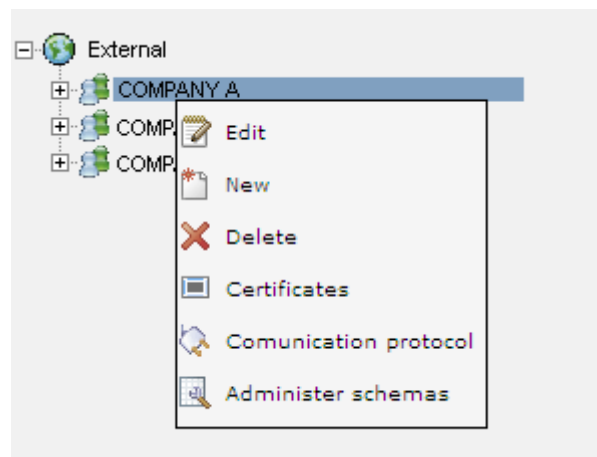 External
COMPANY A
COMP
Edit
COMP
New
Delete
Certificates
Comunication protocol
Administer schemas